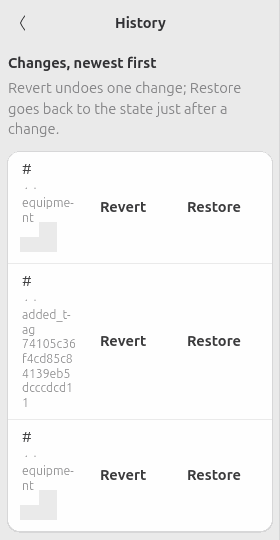 History
Changes, newest first
Revert undoes one change; Restore
goes back to the state just after a
change.
#
. .
equipme-
nt
Revert
Restore
#
. .
added_t-
ag
74105c36
f4cd85c8
4139eb5
dcccdcd1
1
Revert
Restore
#
. .
equipme-
nt
Revert
Restore